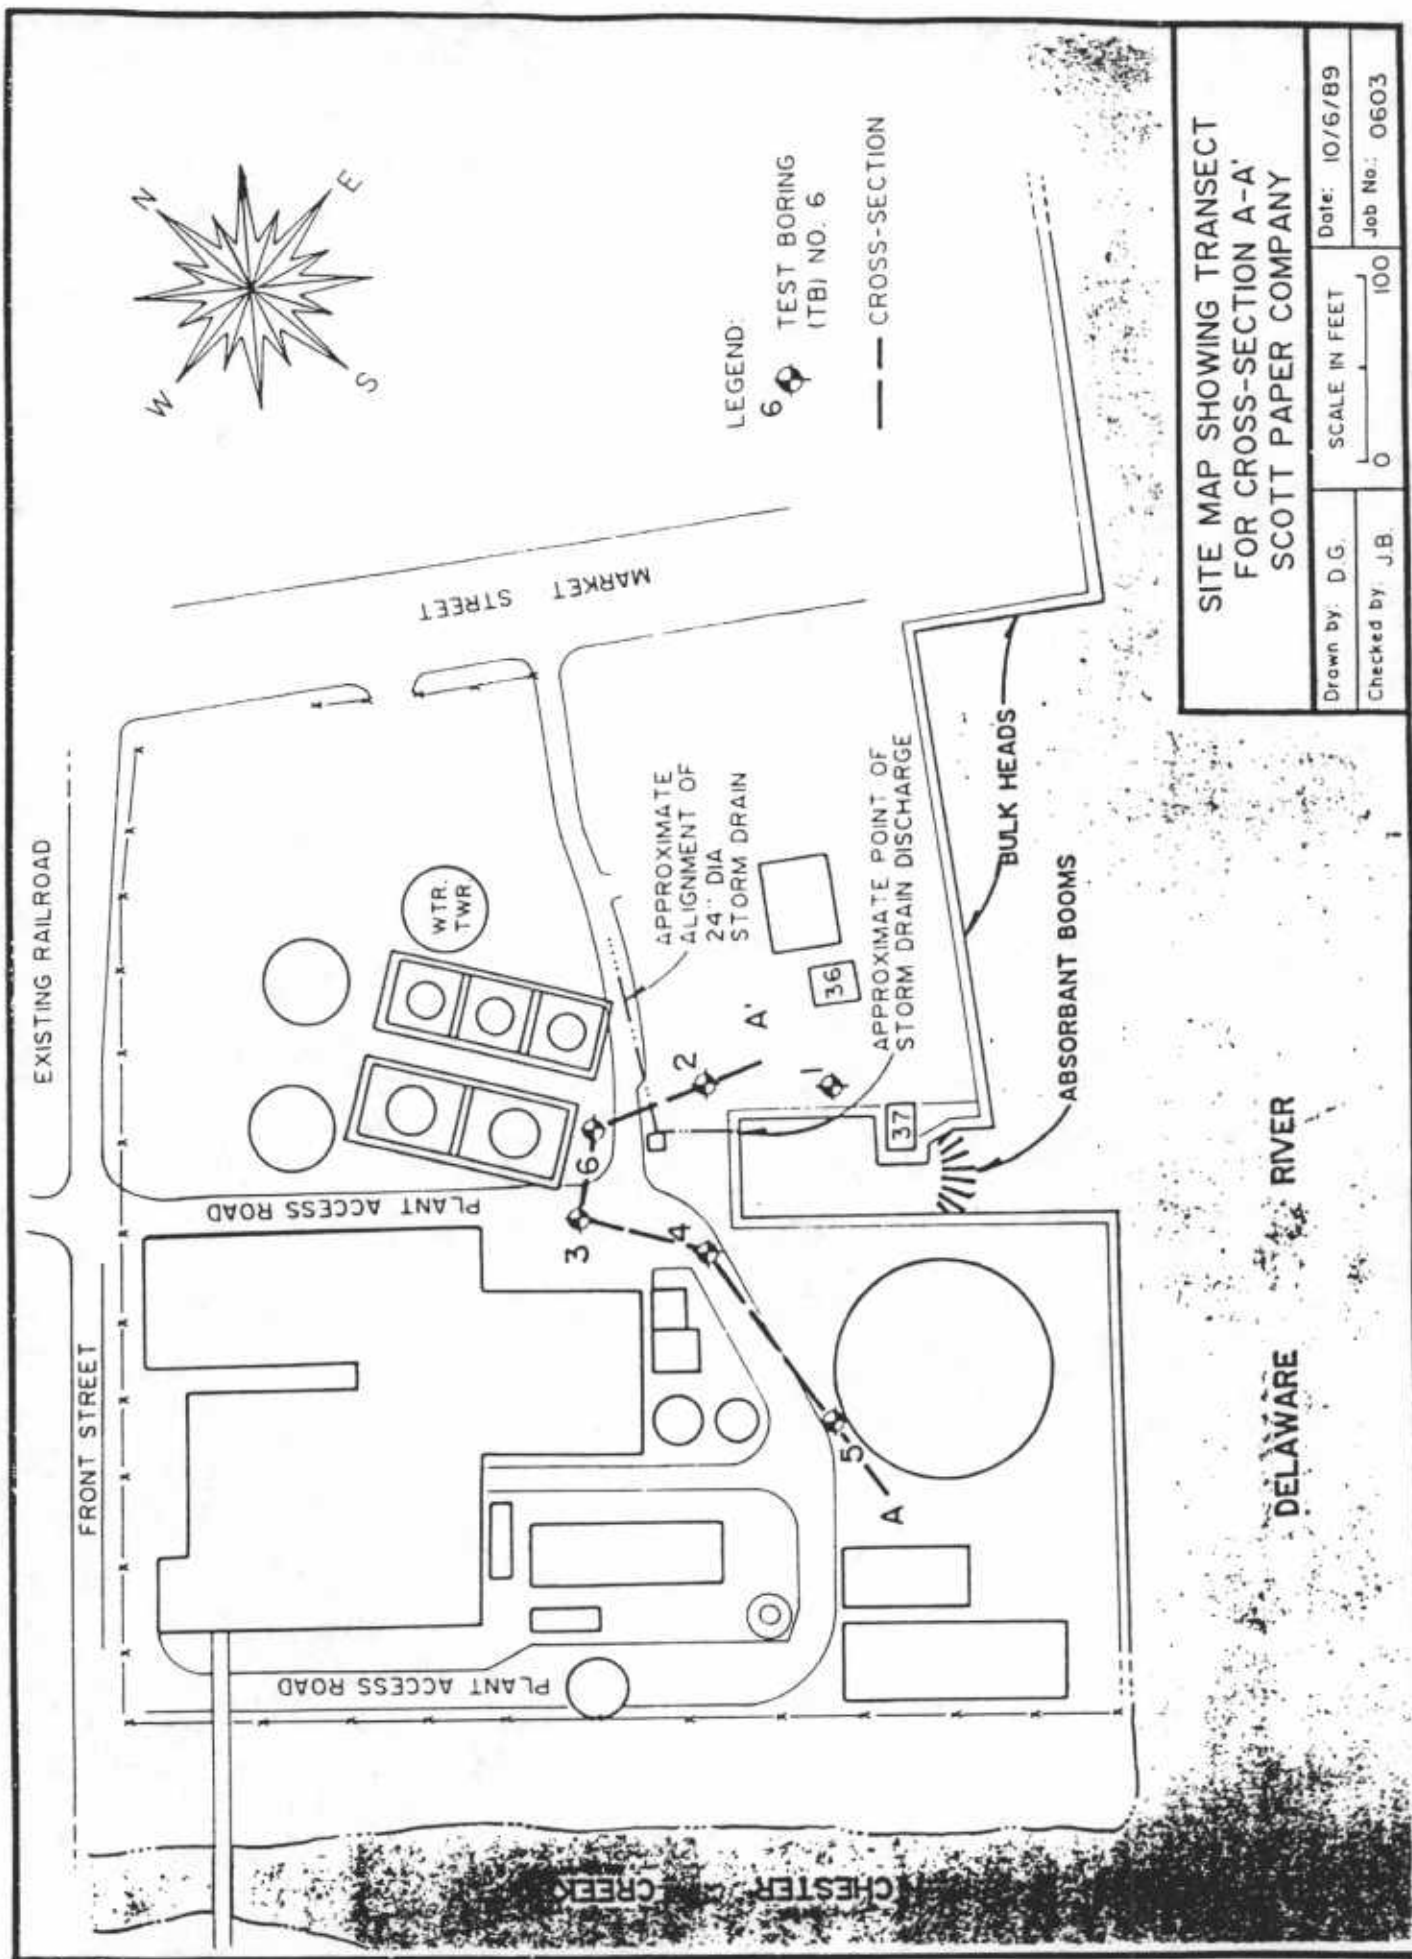 EXISTING RAILROAD
FRONT STREET
N
E
S
W
LEGEND:
6
TEST BORING
(TB) NO. 6
CROSS-SECTION
MARKET STREET
WTR.
TWR
APPROXIMATE
ALIGNMENT OF
24" DIA
STORM DRAIN
APPROXIMATE POINT OF
STORM DRAIN DISCHARGE
PLANT ACCESS ROAD
PLANT ACCESS ROAD
36
37
A'
2
1
6
3
4
5
A
BULK HEADS
ABSORBANT BOOMS
DELAWARE RIVER
CHESTER CREEK
SITE MAP SHOWING TRANSECT
FOR CROSS-SECTION A-A'
SCOTT PAPER COMPANY
Drawn by: D.G.
Checked by: J.B.
SCALE IN FEET
0 100
Date: 10/6/89
Job No.: 0603